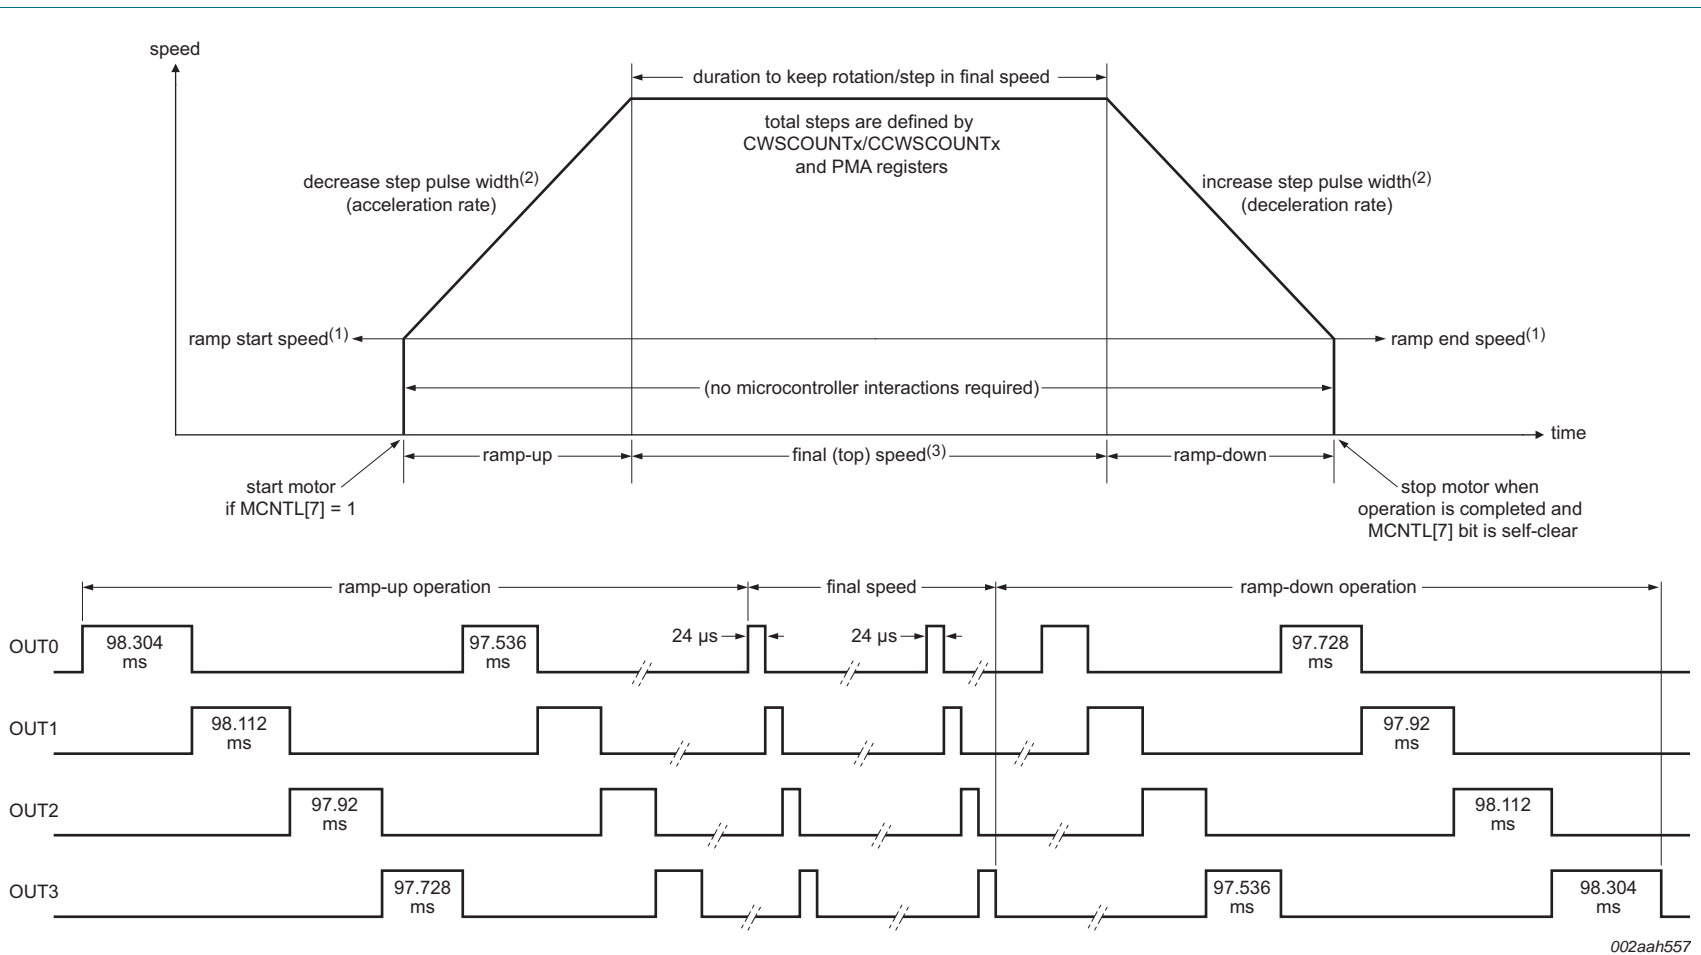 speed
duration to keep rotation/step in final speed
total steps are defined by
CWSCOUNTx/CCWSCOUNTx
and PMA registers
decrease step pulse width(2)
(acceleration rate)
increase step pulse width(2)
(deceleration rate)
ramp start speed(1)
ramp end speed(1)
(no microcontroller interactions required)
time
ramp-up
final (top) speed(3)
ramp-down
start motor
if MCNTL[7] = 1
stop motor when
operation is completed and
MCNTL[7] bit is self-clear
ramp-up operation
final speed
ramp-down operation
OUT0
98.304
ms
97.536
ms
24 μs
24 μs
97.728
ms
OUT1
98.112
ms
97.92
ms
OUT2
97.92
ms
98.112
ms
OUT3
97.728
ms
97.536
ms
98.304
ms
002aah557